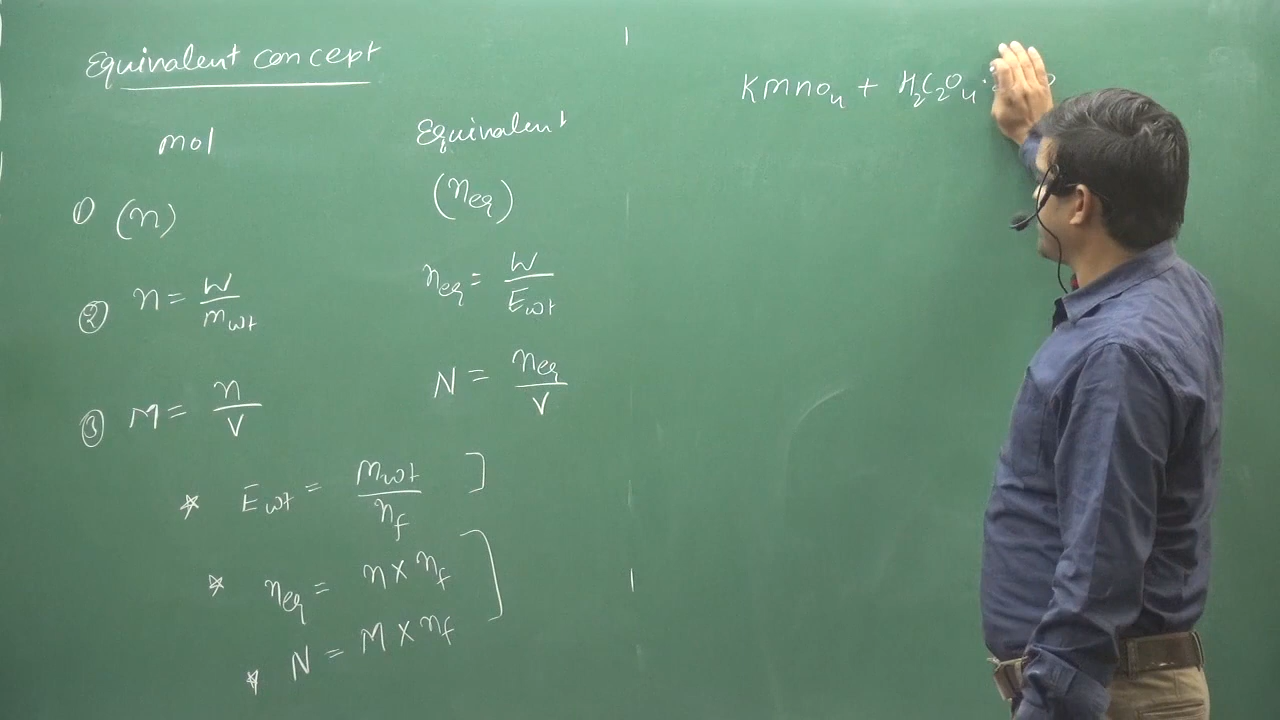 Equivalent concept
mol Equivalent
① (n) (neq)
② n = W/mwt neq = W/Ewt
③ M = n/V N = neq/V
* Ewt = Mwt/nf ]
* neq = n × nf ]
* N = M × nf
KMnO4 + H2C2O4.